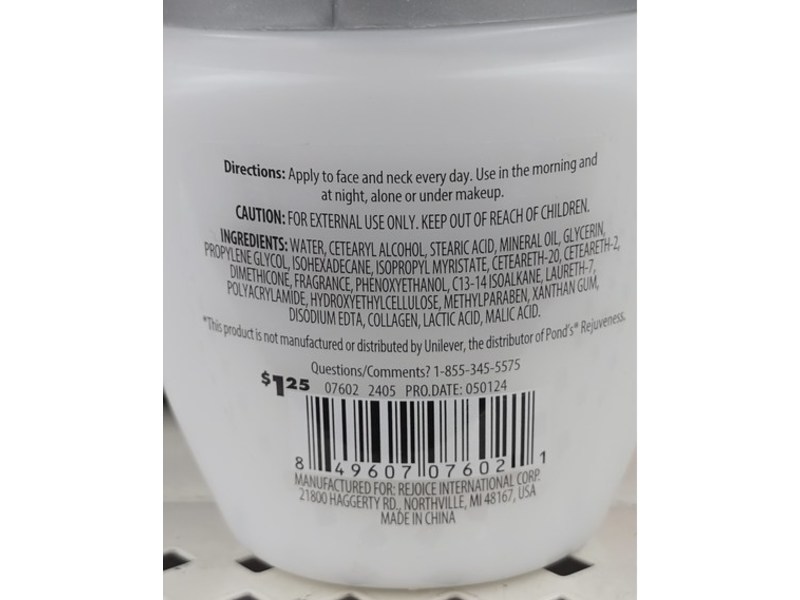 Directions: Apply to face and neck every day. Use in the morning and
at night, alone or under makeup.
CAUTION: FOR EXTERNAL USE ONLY. KEEP OUT OF REACH OF CHILDREN.
INGREDIENTS: WATER, CETEARYL ALCOHOL, STEARIC ACID, MINERAL OIL, GLYCERIN,
PROPYLENE GLYCOL, ISOHEXADECANE, ISOPROPYL MYRISTATE, CETEARETH-20, CETEARETH-2,
DIMETHICONE, FRAGRANCE, PHENOXYETHANOL, C13-14 ISOALKANE, LAURETH-7,
POLYACRYLAMIDE, HYDROXYETHYLCELLULOSE, METHYLPARABEN, XANTHAN GUM,
DISODIUM EDTA, COLLAGEN, LACTIC ACID, MALIC ACID.
*This product is not manufactured or distributed by Unilever, the distributor of Pond's® Rejuveness.
Questions/Comments? 1-855-345-5575
$1.25 07602 2405 PRO.DATE: 050124
8 49607 07602 1
MANUFACTURED FOR: REJOICE INTERNATIONAL CORP.
21800 HAGGERTY RD., NORTHVILLE, MI 48167, USA
MADE IN CHINA